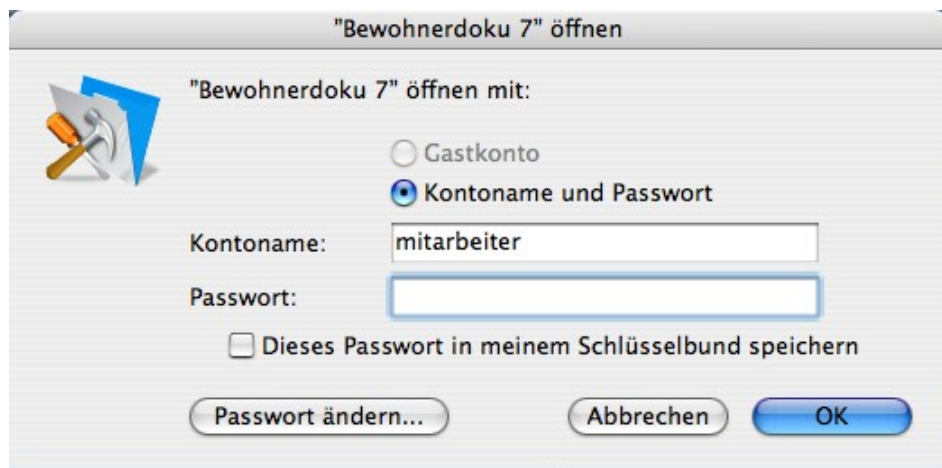 "Bewohnerdoku 7" öffnen
"Bewohnerdoku 7" öffnen mit:
Gastkonto
Kontoname und Passwort
Kontoname: mitarbeiter
Passwort:
Dieses Passwort in meinem Schlüsselbund speichern
Passwort ändern... Abbrechen OK